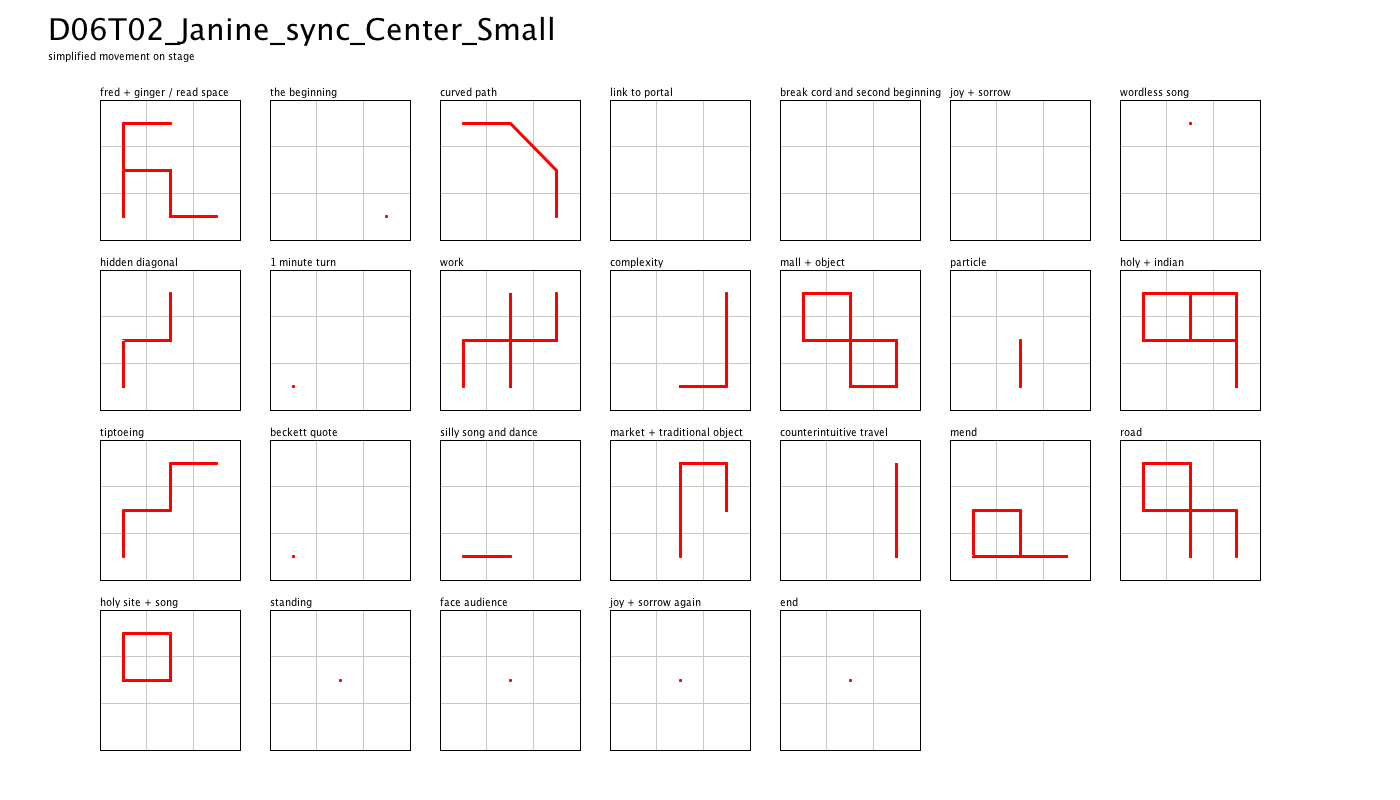 D06T02_Janine_sync_Center_Small
simplified movement on stage
fred + ginger / read space
the beginning
curved path
link to portal
break cord and second beginning
joy + sorrow
wordless song
hidden diagonal
1 minute turn
work
complexity
mall + object
particle
holy + indian
tiptoeing
beckett quote
silly song and dance
market + traditional object
counterintuitive travel
mend
road
holy site + song
standing
face audience
joy + sorrow again
end